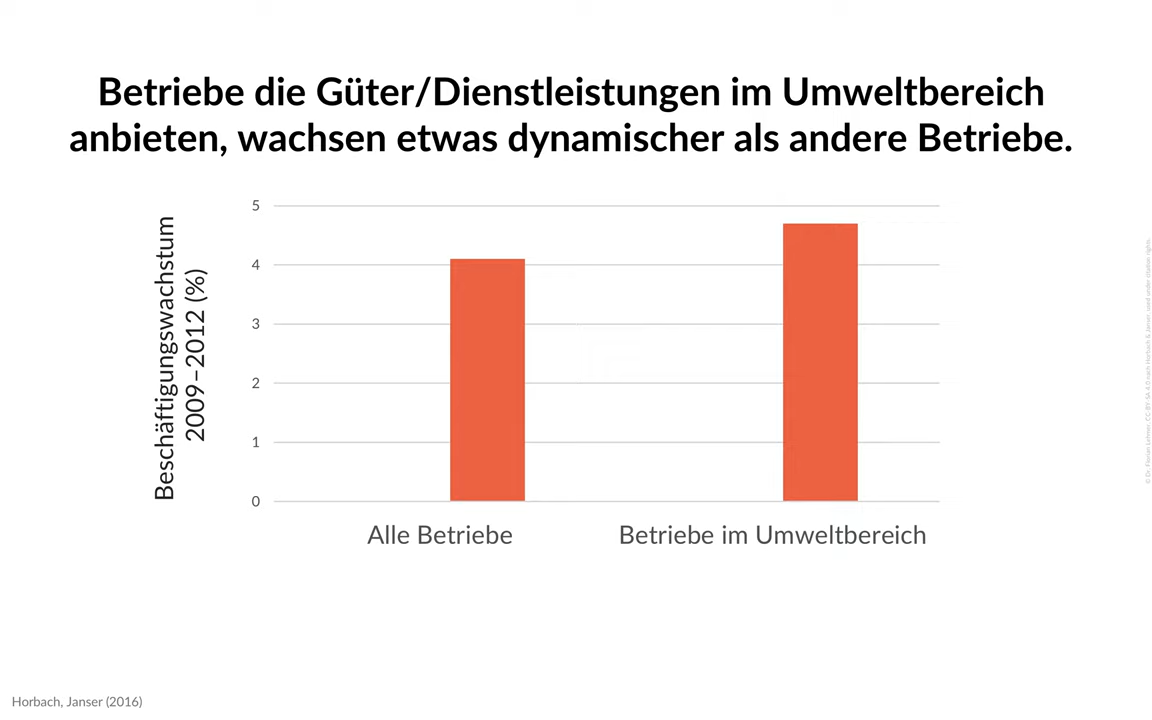 Betriebe die Güter/Dienstleistungen im Umweltbereich
anbieten, wachsen etwas dynamischer als andere Betriebe.
Beschäftigungswachstum
2009–2012 (%)
5
4
3
2
1
0
Alle Betriebe
Betriebe im Umweltbereich
Horbach, Janser (2016)